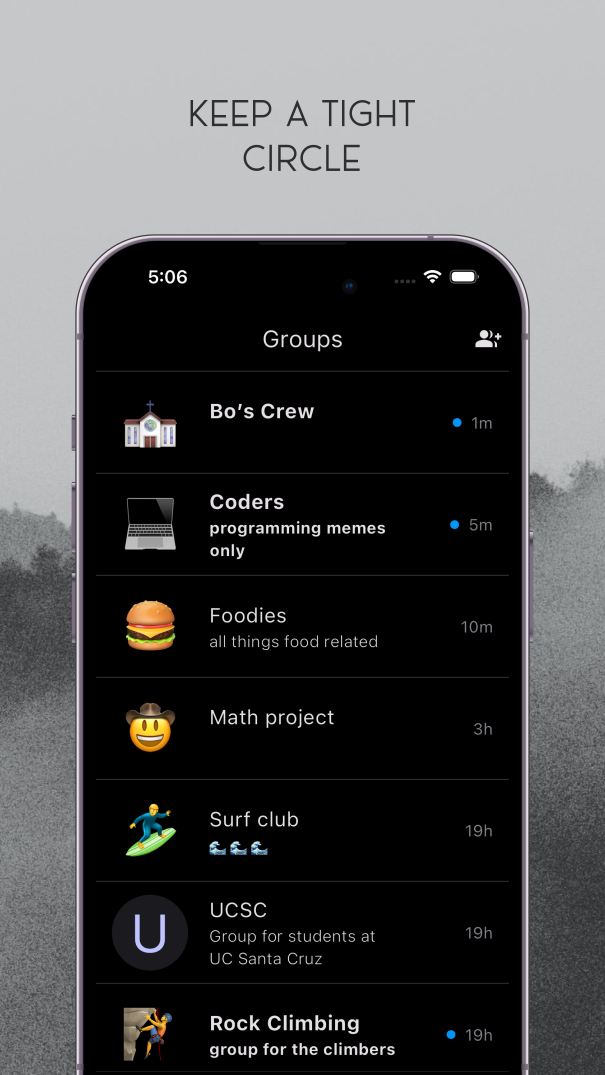 KEEP A TIGHT
CIRCLE
5:06
Groups
Bo's Crew
1m
Coders
programming memes
only
5m
Foodies
all things food related
10m
Math project
3h
Surf club
🌊 🌊 🌊
19h
U
UCSC
Group for students at
UC Santa Cruz
19h
Rock Climbing
group for the climbers
19h